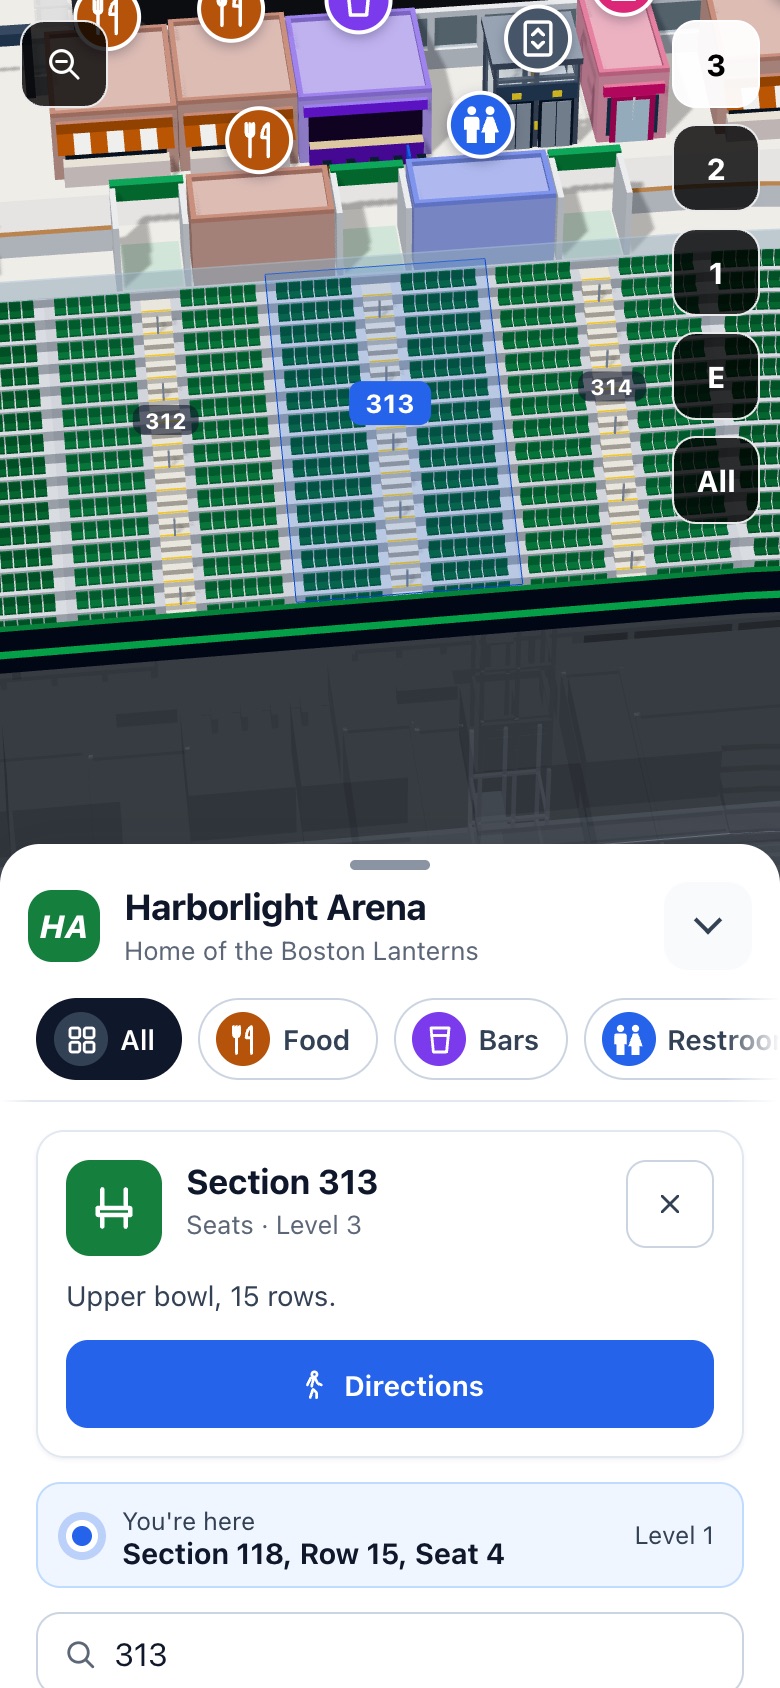 3
2
1
E
All
312
313
314
HA
Harborlight Arena
Home of the Boston Lanterns
All
Food
Bars
Restroo
Section 313
Seats · Level 3
Upper bowl, 15 rows.
Directions
You're here
Section 118, Row 15, Seat 4
Level 1
313